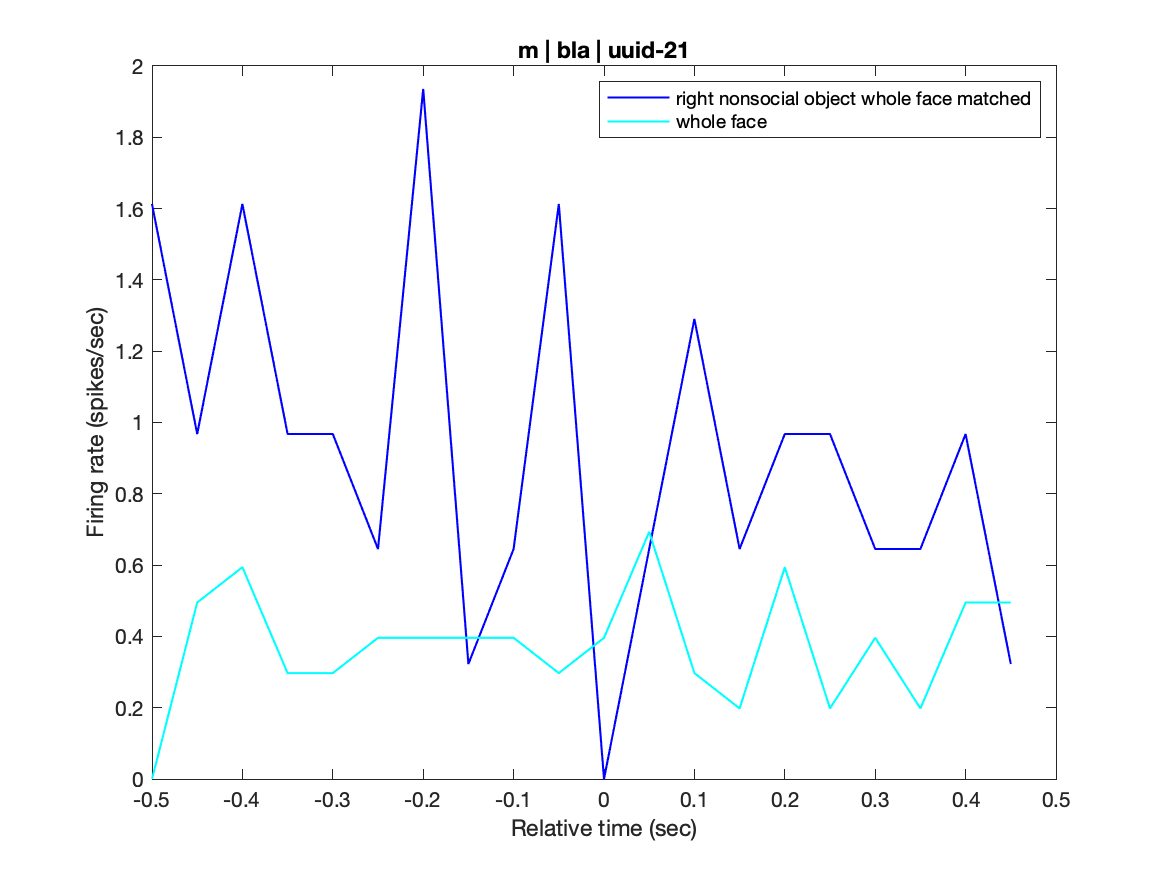 m | bla | uuid-21
right nonsocial object whole face matched
whole face
Firing rate (spikes/sec)
2
1.8
1.6
1.4
1.2
1
0.8
0.6
0.4
0.2
0
-0.5 -0.4 -0.3 -0.2 -0.1 0 0.1 0.2 0.3 0.4 0.5
Relative time (sec)